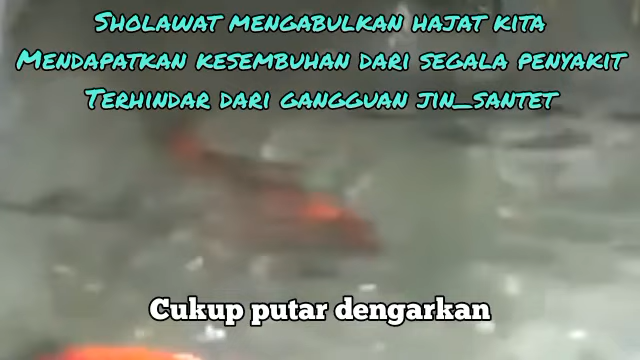 Sholawat mengabulkan hajat kita
Mendapatkan kesembuhan dari segala penyakit
Terhindar dari gangguan jin_santet
Cukup putar dengarkan